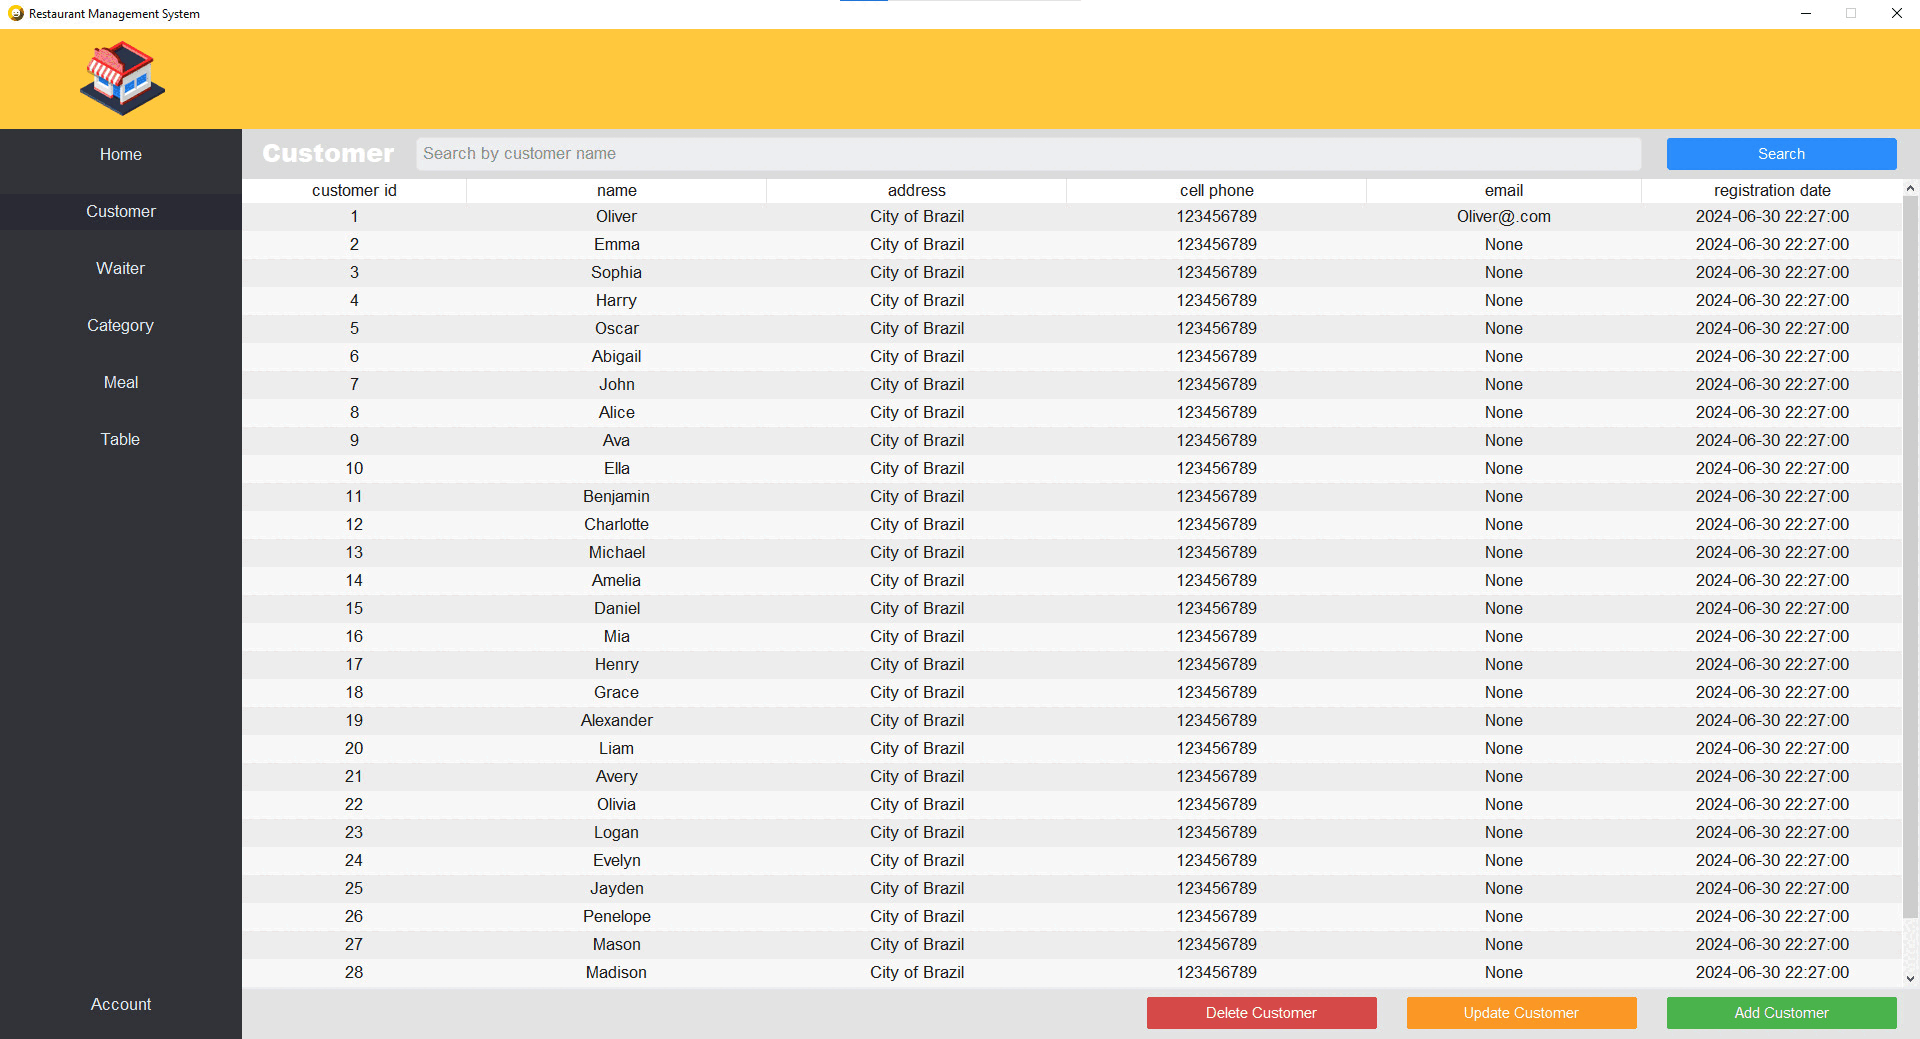 Restaurant Management System
Home
Customer
Waiter
Category
Meal
Table
Account
Customer Search by customer name Search
customer id name address cell phone email registration date
1 Oliver City of Brazil 123456789 Oliver@.com 2024-06-30 22:27:00
2 Emma City of Brazil 123456789 None 2024-06-30 22:27:00
3 Sophia City of Brazil 123456789 None 2024-06-30 22:27:00
4 Harry City of Brazil 123456789 None 2024-06-30 22:27:00
5 Oscar City of Brazil 123456789 None 2024-06-30 22:27:00
6 Abigail City of Brazil 123456789 None 2024-06-30 22:27:00
7 John City of Brazil 123456789 None 2024-06-30 22:27:00
8 Alice City of Brazil 123456789 None 2024-06-30 22:27:00
9 Ava City of Brazil 123456789 None 2024-06-30 22:27:00
10 Ella City of Brazil 123456789 None 2024-06-30 22:27:00
11 Benjamin City of Brazil 123456789 None 2024-06-30 22:27:00
12 Charlotte City of Brazil 123456789 None 2024-06-30 22:27:00
13 Michael City of Brazil 123456789 None 2024-06-30 22:27:00
14 Amelia City of Brazil 123456789 None 2024-06-30 22:27:00
15 Daniel City of Brazil 123456789 None 2024-06-30 22:27:00
16 Mia City of Brazil 123456789 None 2024-06-30 22:27:00
17 Henry City of Brazil 123456789 None 2024-06-30 22:27:00
18 Grace City of Brazil 123456789 None 2024-06-30 22:27:00
19 Alexander City of Brazil 123456789 None 2024-06-30 22:27:00
20 Liam City of Brazil 123456789 None 2024-06-30 22:27:00
21 Avery City of Brazil 123456789 None 2024-06-30 22:27:00
22 Olivia City of Brazil 123456789 None 2024-06-30 22:27:00
23 Logan City of Brazil 123456789 None 2024-06-30 22:27:00
24 Evelyn City of Brazil 123456789 None 2024-06-30 22:27:00
25 Jayden City of Brazil 123456789 None 2024-06-30 22:27:00
26 Penelope City of Brazil 123456789 None 2024-06-30 22:27:00
27 Mason City of Brazil 123456789 None 2024-06-30 22:27:00
28 Madison City of Brazil 123456789 None 2024-06-30 22:27:00
Delete Customer Update Customer Add Customer